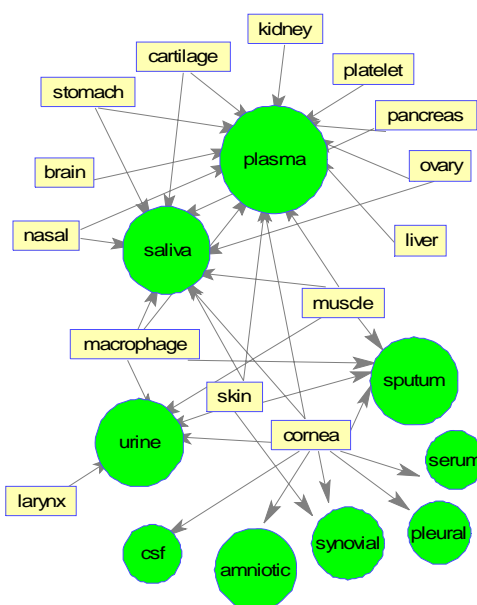 kidney
cartilage
platelet
stomach
pancreas
plasma
brain
ovary
nasal
liver
saliva
muscle
macrophage
sputum
skin
urine
cornea
serum
larynx
pleural
synovial
csf
amniotic